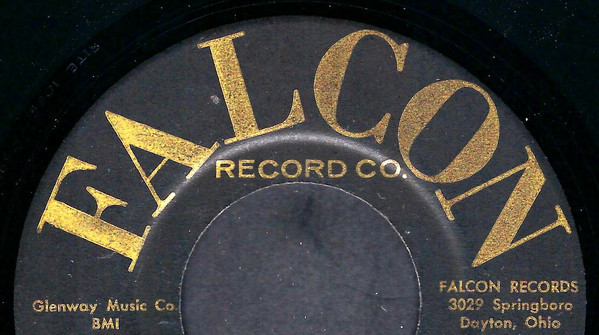 FALCON
RECORD CO.
Glenway Music Co.
BMI
FALCON RECORDS
3029 Springboro
Dayton, Ohio